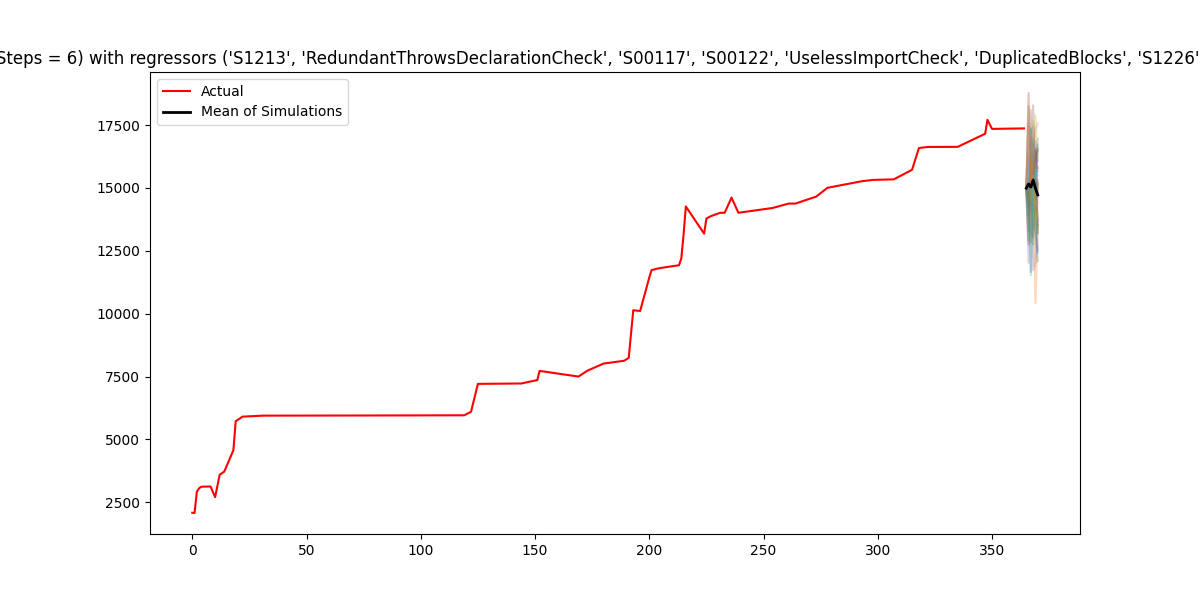 Steps = 6) with regressors ('S1213', 'RedundantThrowsDeclarationCheck', 'S00117', 'S00122', 'UselessImportCheck', 'DuplicatedBlocks', 'S1226'
Actual
Mean of Simulations
17500
15000
12500
10000
7500
5000
2500
0 50 100 150 200 250 300 350